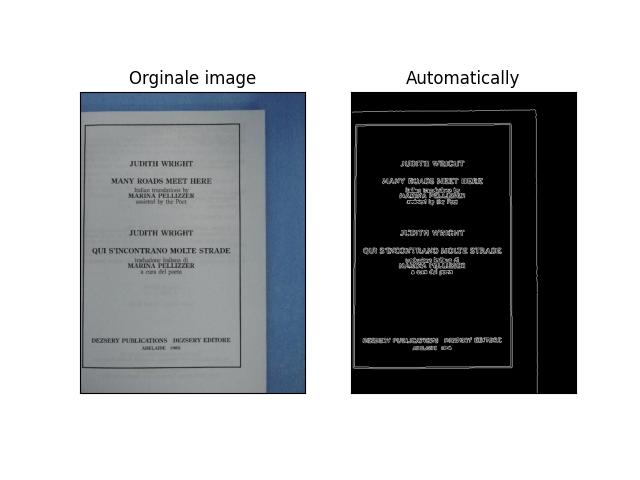 Orginale image
JUDITH WRIGHT
MANY ROADS MEET HERE
Italian translations by
MARINA PELLIZZER
assisted by the Poet
JUDITH WRIGHT
QUI S'INCONTRANO MOLTE STRADE
traduzione italiana di
MARINA PELLIZZER
a cura del poeta
DEZSERY PUBLICATIONS DEZSERY EDITORE
ADELAIDE
Automatically
JUDITH WRIGHT
MANY ROADS MEET HERE
Italian translations by
MARINA PELLIZZER
assisted by the Poet
JUDITH WRIGHT
QUI S'INCONTRANO MOLTE STRADE
traduzione italiana di
MARINA PELLIZZER
a cura del poeta
DEZSERY PUBLICATIONS DEZSERY EDITORE
ADELAIDE